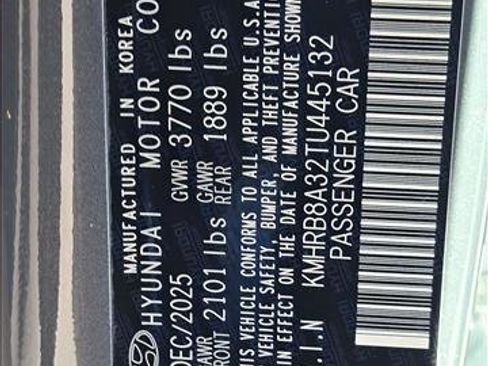 MANUFACTURED IN KOREA
HYUNDAI MOTOR CO
DEC/2025 GVWR 3770 lbs
GAWR FRONT 2101 lbs GAWR REAR 1889 lbs
THIS VEHICLE CONFORMS TO ALL APPLICABLE U.S.A
VEHICLE SAFETY, BUMPER, AND THEFT PREVENTI
IN EFFECT ON THE DATE OF MANUFACTURE SHOWN
V.I.N KMHRB8A32TU445132
PASSENGER CAR